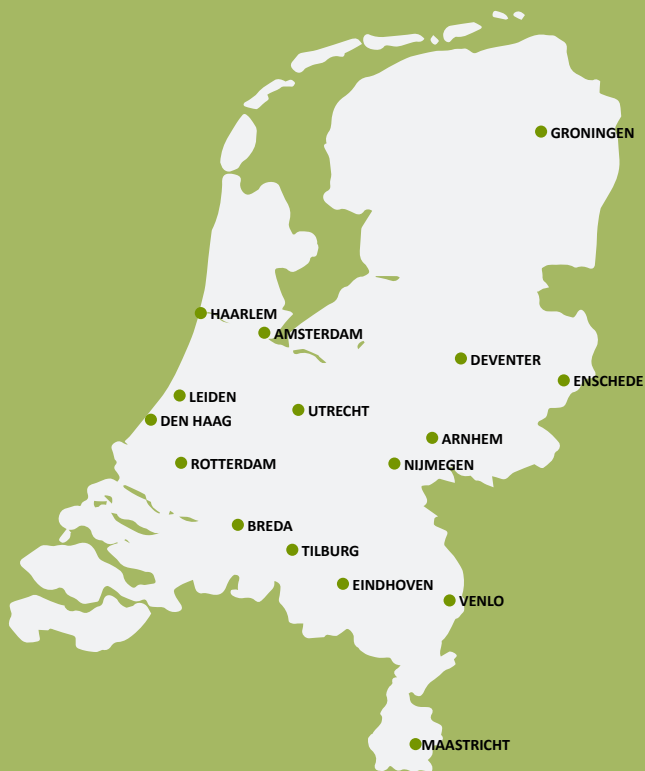 GRONINGEN
HAARLEM
AMSTERDAM
DEVENTER
ENSCHEDE
LEIDEN
UTRECHT
DEN HAAG
ARNHEM
ROTTERDAM
NIJMEGEN
BREDA
TILBURG
EINDHOVEN
VENLO
MAASTRICHT